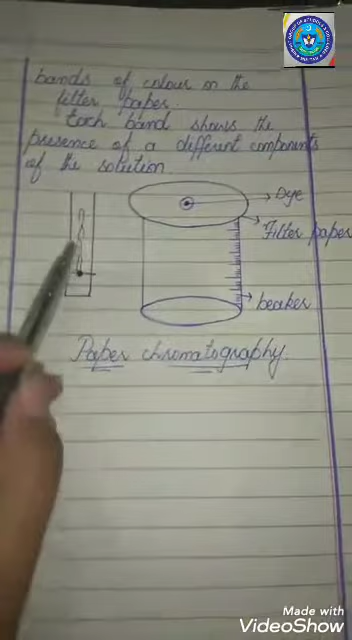 bands of colour on the
filter paper.
Each band shows the
presence of a different components
of the solution.
Dye
Filter paper
beaker
Paper chromatography.
Made with
VideoShow